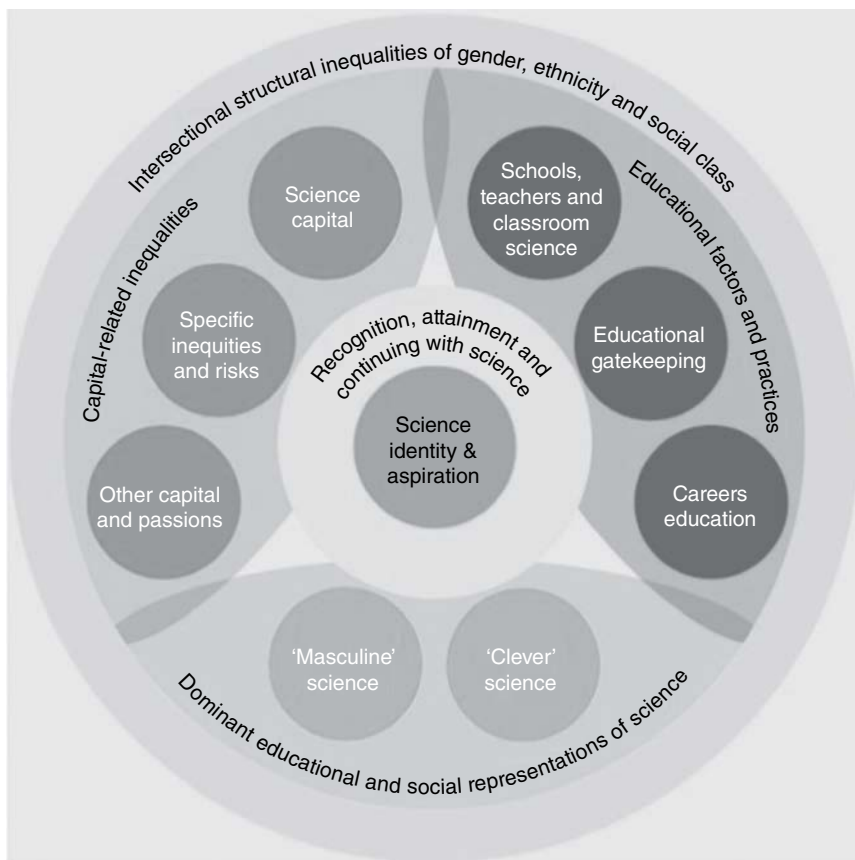 Intersectional structural inequalities of gender, ethnicity and social class
Capital-related inequalities
Science
capital
Specific
inequities
and risks
Other capital
and passions
Educational factors and practices
Schools,
teachers and
classroom
science
Educational
gatekeeping
Careers
education
Recognition, attainment and
continuing with science
Science
identity &
aspiration
‘Masculine’
science
‘Clever’
science
Dominant educational and social representations of science